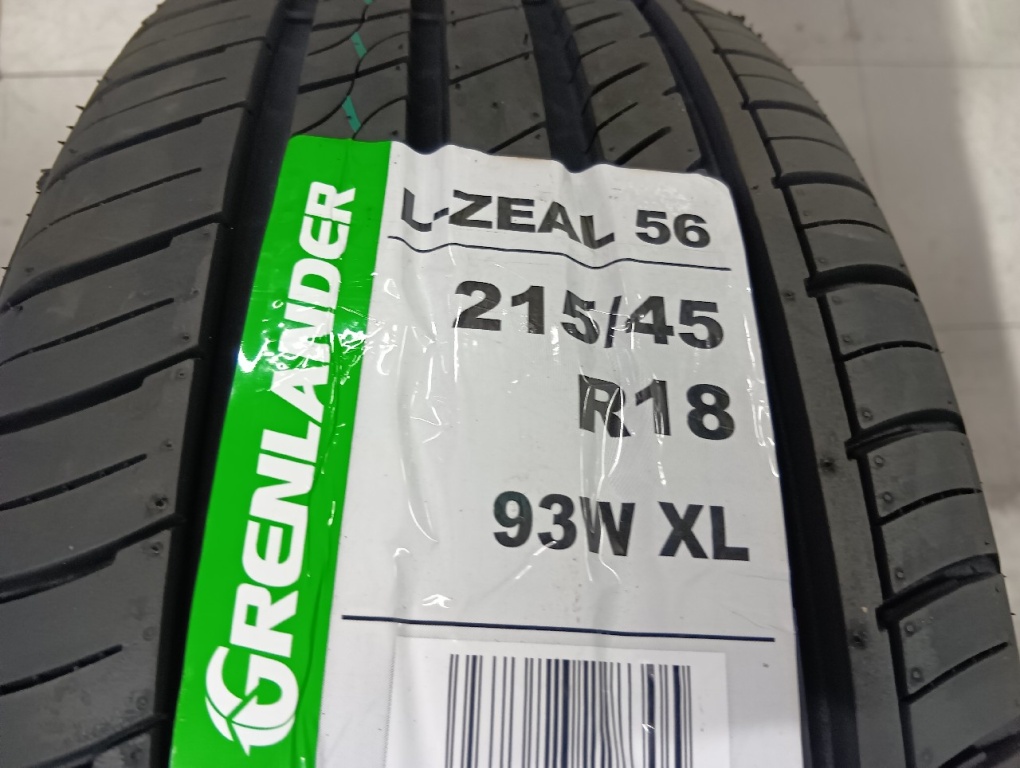 GRENLANDER
L-ZEAL 56
215/45
R18
93W XL